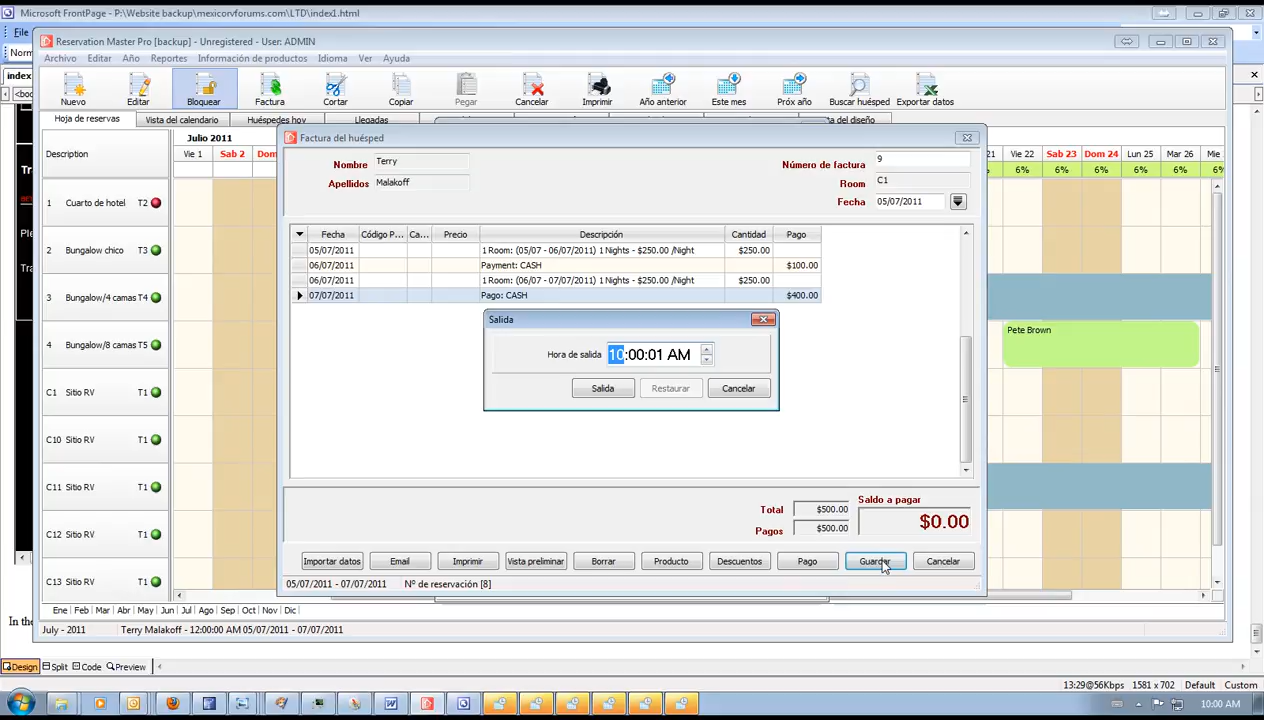 Microsoft FrontPage - P:\Website backup\mexicorvforums.com\LTD\index1.html
File
Reservation Master Pro [backup] - Unregistered - User: ADMIN
Archivo Editar Año Reportes Información de productos Idioma Ver Ayuda
Nuevo Editar Bloquear Factura Cortar Copiar Pegar Cancelar Imprimir Año anterior Este mes Próx año Buscar huésped Exportar datos
Hoja de reservas Vista del calendario Huéspedes hoy Llegadas del diseño
Julio 2011
Description Vie 1 Sab 2 Dom 21 Vie 22 Sab 23 Dom 24 Lun 25 Mar 26 Mie
6% 6% 6% 6% 6%
1 Cuarto de hotel T2
2 Bungalow chico T3
3 Bungalow/4 camas T4
4 Bungalow/8 camas T5
C1 Sitio RV T1
C10 Sitio RV T1
C11 Sitio RV T1
C12 Sitio RV T1
C13 Sitio RV T1
Pete Brown
Factura del huésped
Nombre Terry
Apellidos Malakoff
Número de factura 9
Room C1
Fecha 05/07/2011
Fecha Código P... Ca... Precio Descripción Cantidad Pago
05/07/2011 1 Room: (05/07 - 06/07/2011) 1 Nights - $250.00 /Night $250.00
06/07/2011 Payment: CASH $100.00
06/07/2011 1 Room: (06/07 - 07/07/2011) 1 Nights - $250.00 /Night $250.00
07/07/2011 Pago: CASH $400.00
Salida
Hora de salida 10:00:01 AM
Salida Restaurar Cancelar
Total $500.00
Pagos $500.00
Saldo a pagar
$0.00
Importar datos Email Imprimir Vista preliminar Borrar Producto Descuentos Pago Guardar Cancelar
05/07/2011 - 07/07/2011 Nº de reservación [8]
Ene Feb Mar Abr May Jun Jul Ago Sep Oct Nov Dic
July - 2011 Terry Malakoff - 12:00:00 AM 05/07/2011 - 07/07/2011
In the
Design Split Code Preview
13:29@56Kbps 1581 x 702 Default Custom
10:00 AM